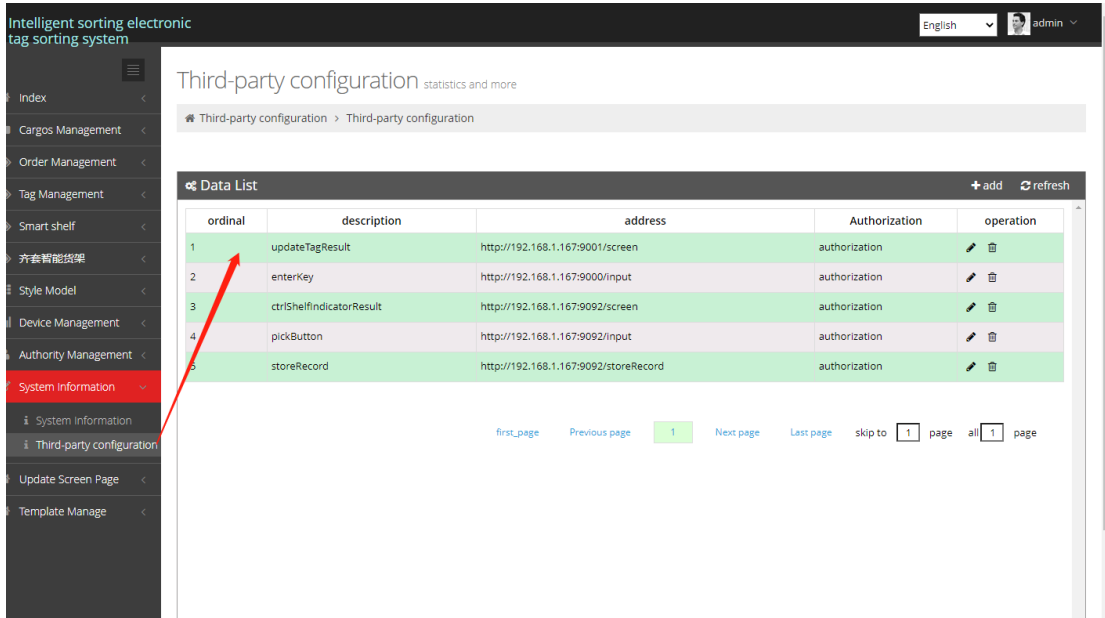 Intelligent sorting electronic
tag sorting system
English
admin
Index
Cargos Management
Order Management
Tag Management
Smart shelf
齐套智能货架
Style Model
Device Management
Authority Management
System Information
System Information
Third-party configuration
Update Screen Page
Template Manage
Third-party configuration statistics and more
Third-party configuration > Third-party configuration
Data List
add refresh
ordinal description address Authorization operation
1 updateTagResult http://192.168.1.167:9001/screen authorization
2 enterKey http://192.168.1.167:9000/input authorization
3 ctrlShelfIndicatorResult http://192.168.1.167:9092/screen authorization
4 pickButton http://192.168.1.167:9092/input authorization
5 storeRecord http://192.168.1.167:9092/storeRecord authorization
first_page Previous page 1 Next page Last page skip to 1 page all 1 page